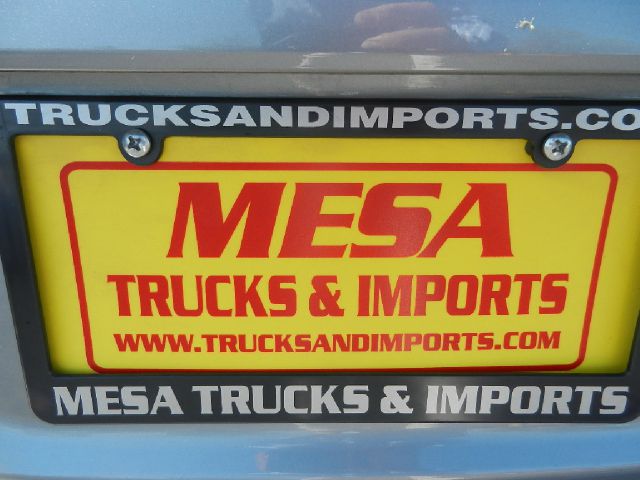 TRUCKSANDIMPORTS.CO
MESA
TRUCKS & IMPORTS
WWW.TRUCKSANDIMPORTS.COM
MESA TRUCKS & IMPORTS